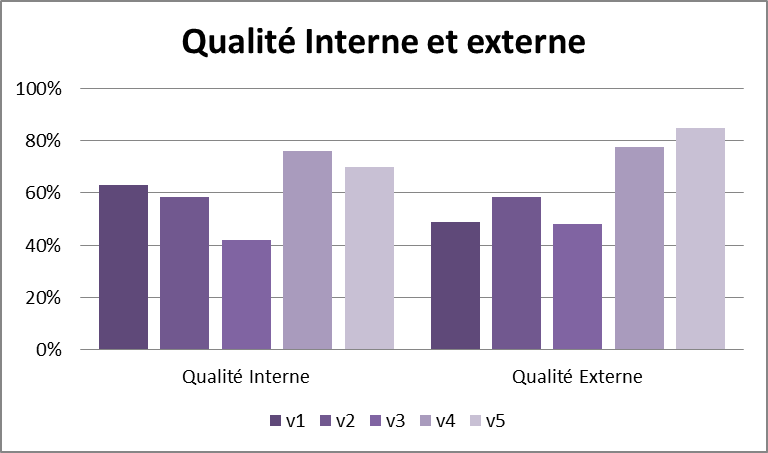 Qualité Interne et externe
100%
80%
60%
40%
20%
0%
Qualité Interne Qualité Externe
v1 v2 v3 v4 v5